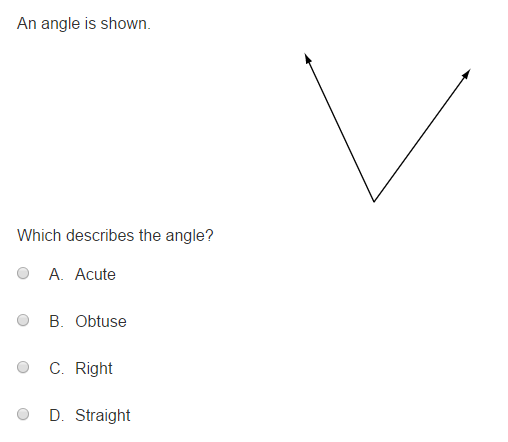 An angle is shown.
Which describes the angle?
A. Acute
B. Obtuse
C. Right
D. Straight